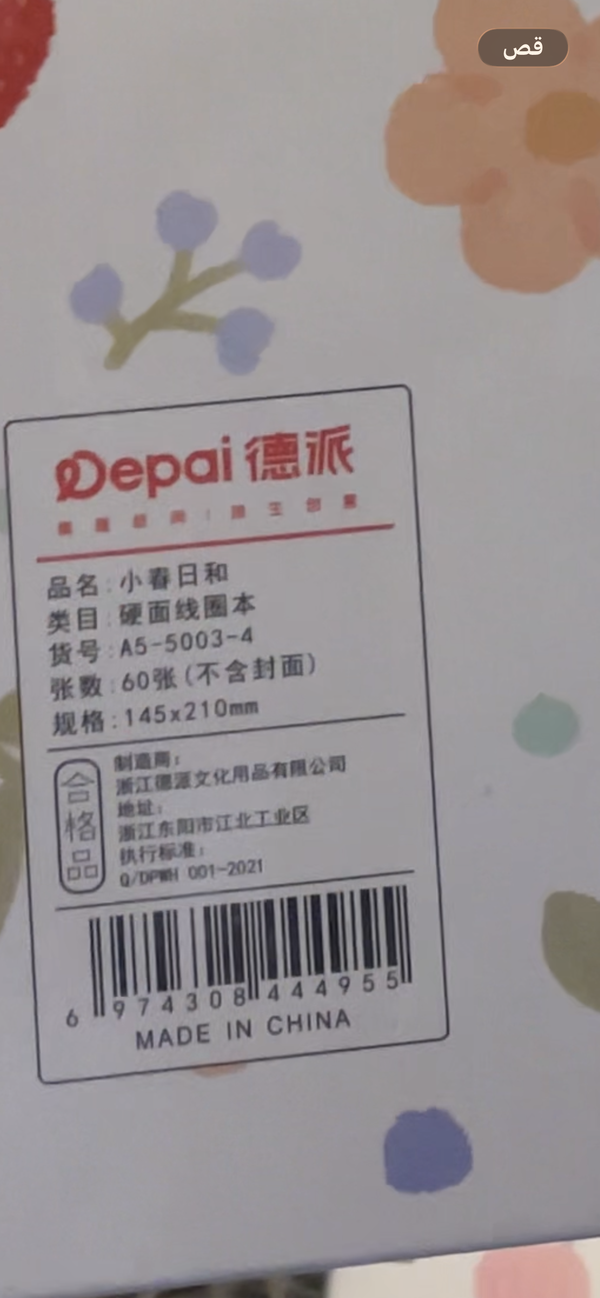 قص
Depai 德派
品名:小春日和
类目:硬面线圈本
货号:A5-5003-4
张数:60张(不含封面)
规格:145x210mm
合格品
制造商:
浙江德派文化用品有限公司
地址:
浙江东阳市江北工业区
执行标准:
Q/DPWH 001-2021
6 974308 444955
MADE IN CHINA